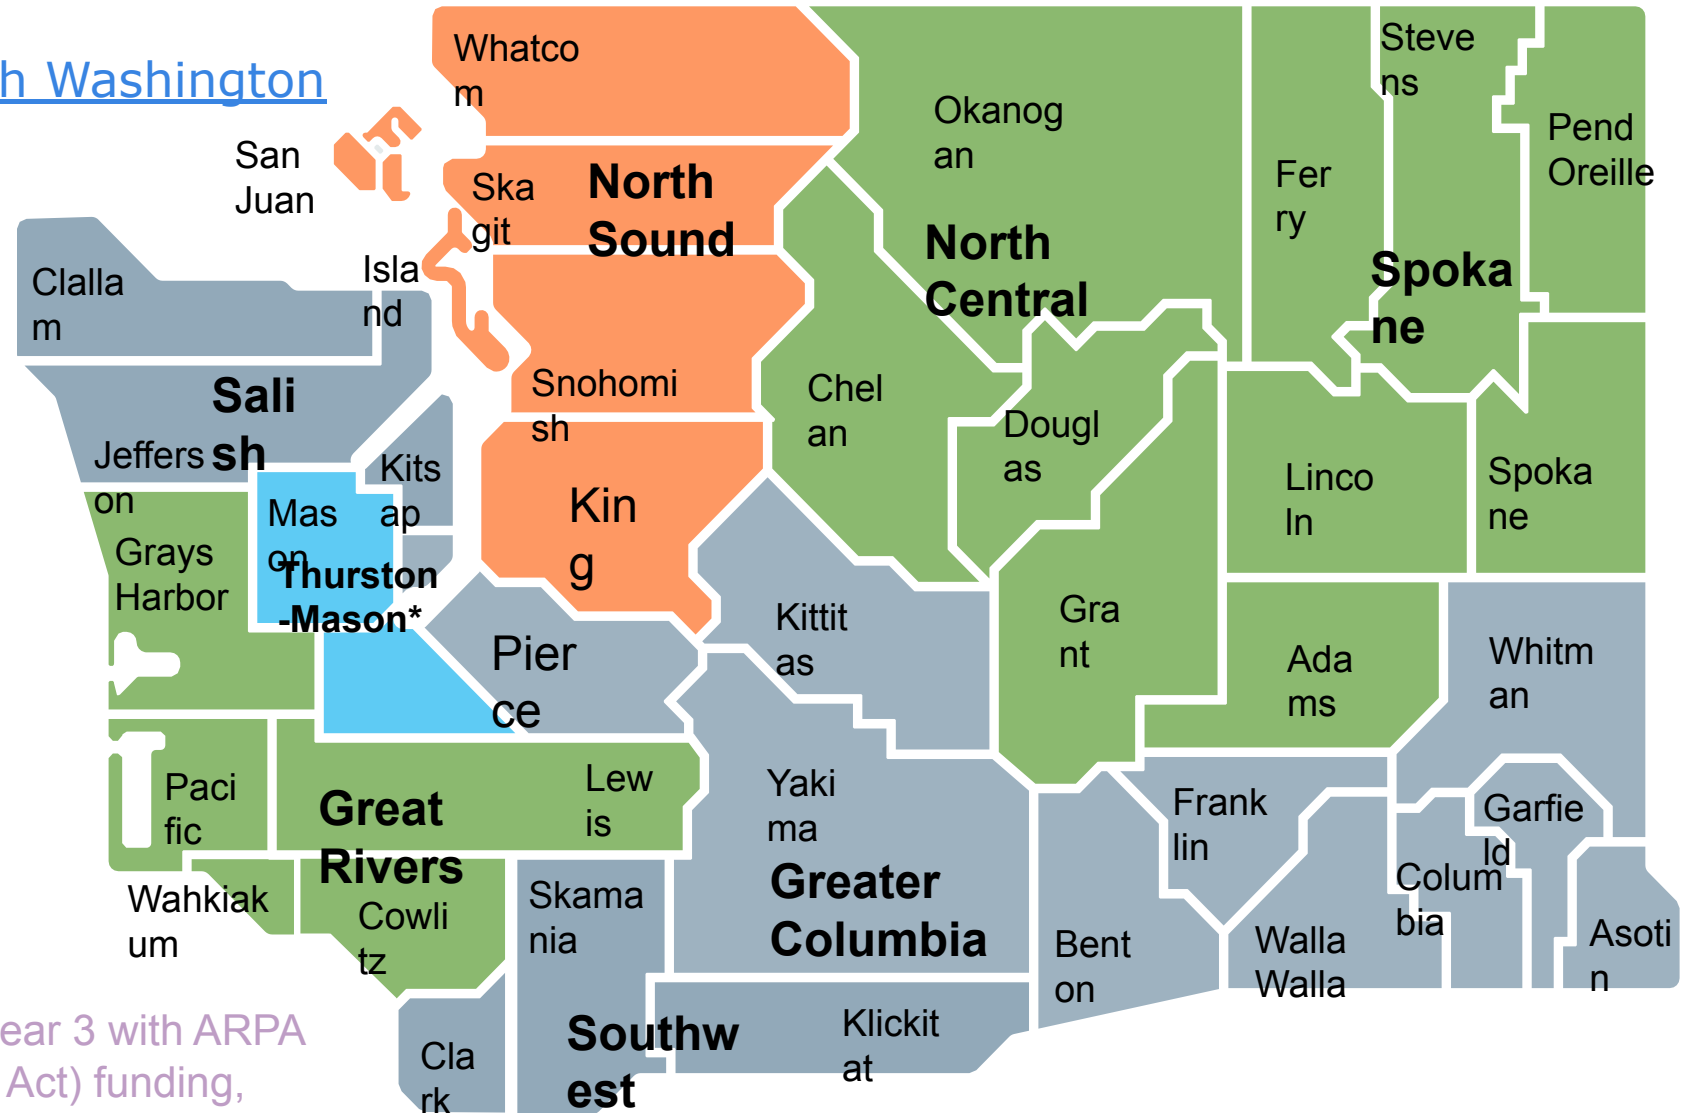 h Washington
Whatco
m
San
Juan
Ska
git
North
Sound
Isla
nd
Snohomi
sh
Kin
g
Okanog
an
North
Central
Chel
an
Dougl
as
Gra
nt
Fer
ry
Steve
ns
Pend
Oreille
Spoka
ne
Linco
ln
Spoka
ne
Ada
ms
Whitm
an
Clalla
m
Sali
sh
Jeffers
on
Kits
ap
Mas
on
Thurston
-Mason*
Grays
Harbor
Pier
ce
Kittit
as
Paci
fic
Lew
is
Great
Rivers
Wahkiak
um
Cowli
tz
Skama
nia
Yaki
ma
Greater
Columbia
Frank
lin
Bent
on
Walla
Walla
Colum
bia
Garfie
ld
Asoti
n
Cla
rk
Southw
est
Klickit
at
ear 3 with ARPA
Act) funding,